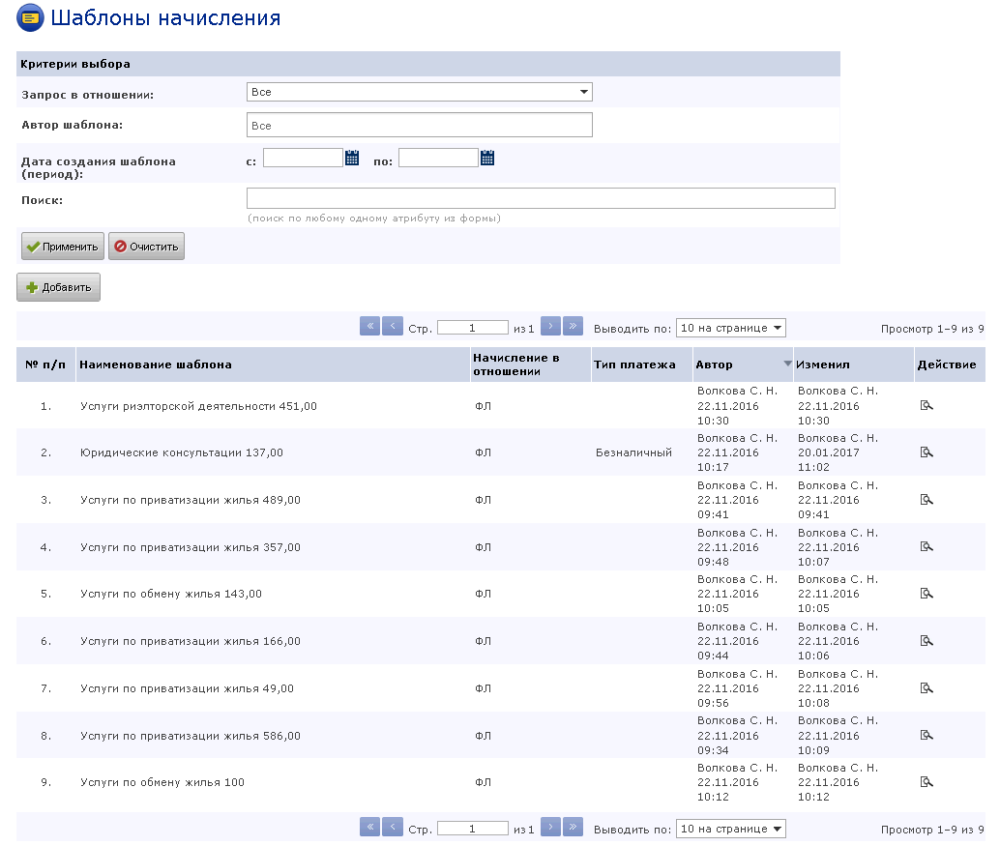 Шаблоны начисления
Критерии выбора
Запрос в отношении: Все
Автор шаблона: Все
Дата создания шаблона (период): с: по:
Поиск:
(поиск по любому одному атрибуту из формы)
Применить Очистить
Добавить
« ‹ Стр. 1 из 1 › » Выводить по: 10 на странице Просмотр 1–9 из 9
№ п/п Наименование шаблона Начисление в отношении Тип платежа Автор Изменил Действие
1. Услуги риэлторской деятельности 451,00 ФЛ Волкова С. Н. 22.11.2016 10:30 Волкова С. Н. 22.11.2016 10:30
2. Юридические консультации 137,00 ФЛ Безналичный Волкова С. Н. 22.11.2016 10:17 Волкова С. Н. 20.01.2017 11:02
3. Услуги по приватизации жилья 489,00 ФЛ Волкова С. Н. 22.11.2016 09:41 Волкова С. Н. 22.11.2016 09:41
4. Услуги по приватизации жилья 357,00 ФЛ Волкова С. Н. 22.11.2016 09:48 Волкова С. Н. 22.11.2016 10:07
5. Услуги по обмену жилья 143,00 ФЛ Волкова С. Н. 22.11.2016 10:05 Волкова С. Н. 22.11.2016 10:05
6. Услуги по приватизации жилья 166,00 ФЛ Волкова С. Н. 22.11.2016 09:44 Волкова С. Н. 22.11.2016 10:06
7. Услуги по приватизации жилья 49,00 ФЛ Волкова С. Н. 22.11.2016 09:56 Волкова С. Н. 22.11.2016 10:08
8. Услуги по приватизации жилья 586,00 ФЛ Волкова С. Н. 22.11.2016 09:34 Волкова С. Н. 22.11.2016 10:09
9. Услуги по обмену жилья 100 ФЛ Волкова С. Н. 22.11.2016 10:12 Волкова С. Н. 22.11.2016 10:12
« ‹ Стр. 1 из 1 › » Выводить по: 10 на странице Просмотр 1–9 из 9